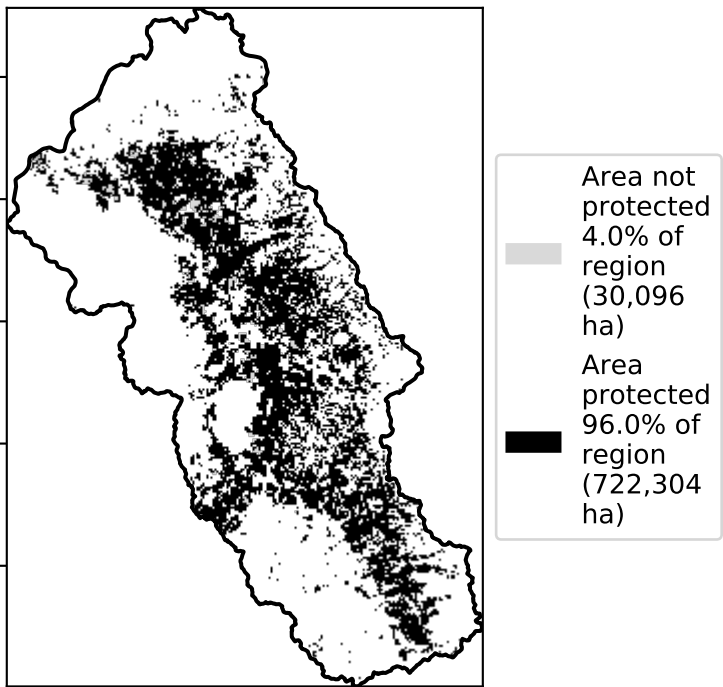 Area not
protected
4.0% of
region
(30,096
ha)
Area
protected
96.0% of
region
(722,304
ha)